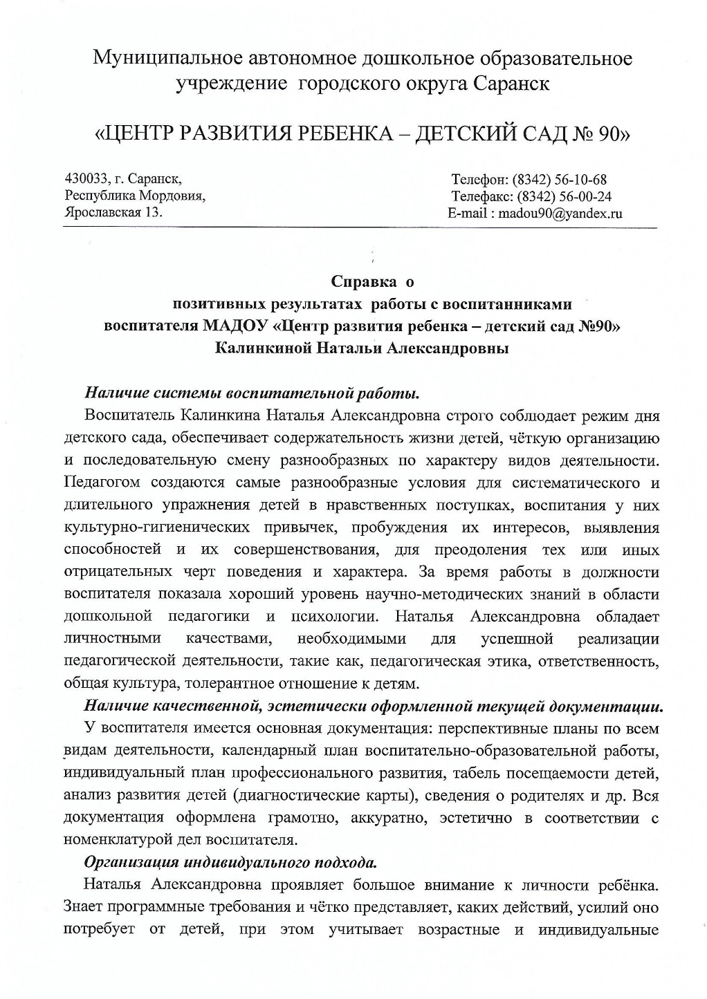 Муниципальное автономное дошкольное образовательное
учреждение городского округа Саранск
«ЦЕНТР РАЗВИТИЯ РЕБЕНКА – ДЕТСКИЙ САД № 90»
430033, г. Саранск,
Республика Мордовия,
Ярославская 13.
Телефон: (8342) 56-10-68
Телефакс: (8342) 56-00-24
E-mail : madou90@yandex.ru
Справка о
позитивных результатах работы с воспитанниками
воспитателя МАДОУ «Центр развития ребенка – детский сад №90»
Калинкиной Натальи Александровны
Наличие системы воспитательной работы.
Воспитатель Калинкина Наталья Александровна строго соблюдает режим дня
детского сада, обеспечивает содержательность жизни детей, чёткую организацию
и последовательную смену разнообразных по характеру видов деятельности.
Педагогом создаются самые разнообразные условия для систематического и
длительного упражнения детей в нравственных поступках, воспитания у них
культурно-гигиенических привычек, пробуждения их интересов, выявления
способностей и их совершенствования, для преодоления тех или иных
отрицательных черт поведения и характера. За время работы в должности
воспитателя показала хороший уровень научно-методических знаний в области
дошкольной педагогики и психологии. Наталья Александровна обладает
личностными качествами, необходимыми для успешной реализации
педагогической деятельности, такие как, педагогическая этика, ответственность,
общая культура, толерантное отношение к детям.
Наличие качественной, эстетически оформленной текущей документации.
У воспитателя имеется основная документация: перспективные планы по всем
видам деятельности, календарный план воспитательно-образовательной работы,
индивидуальный план профессионального развития, табель посещаемости детей,
анализ развития детей (диагностические карты), сведения о родителях и др. Вся
документация оформлена грамотно, аккуратно, эстетично в соответствии с
номенклатурой дел воспитателя.
Организация индивидуального подхода.
Наталья Александровна проявляет большое внимание к личности ребёнка.
Знает программные требования и чётко представляет, каких действий, усилий оно
потребует от детей, при этом учитывает возрастные и индивидуальные